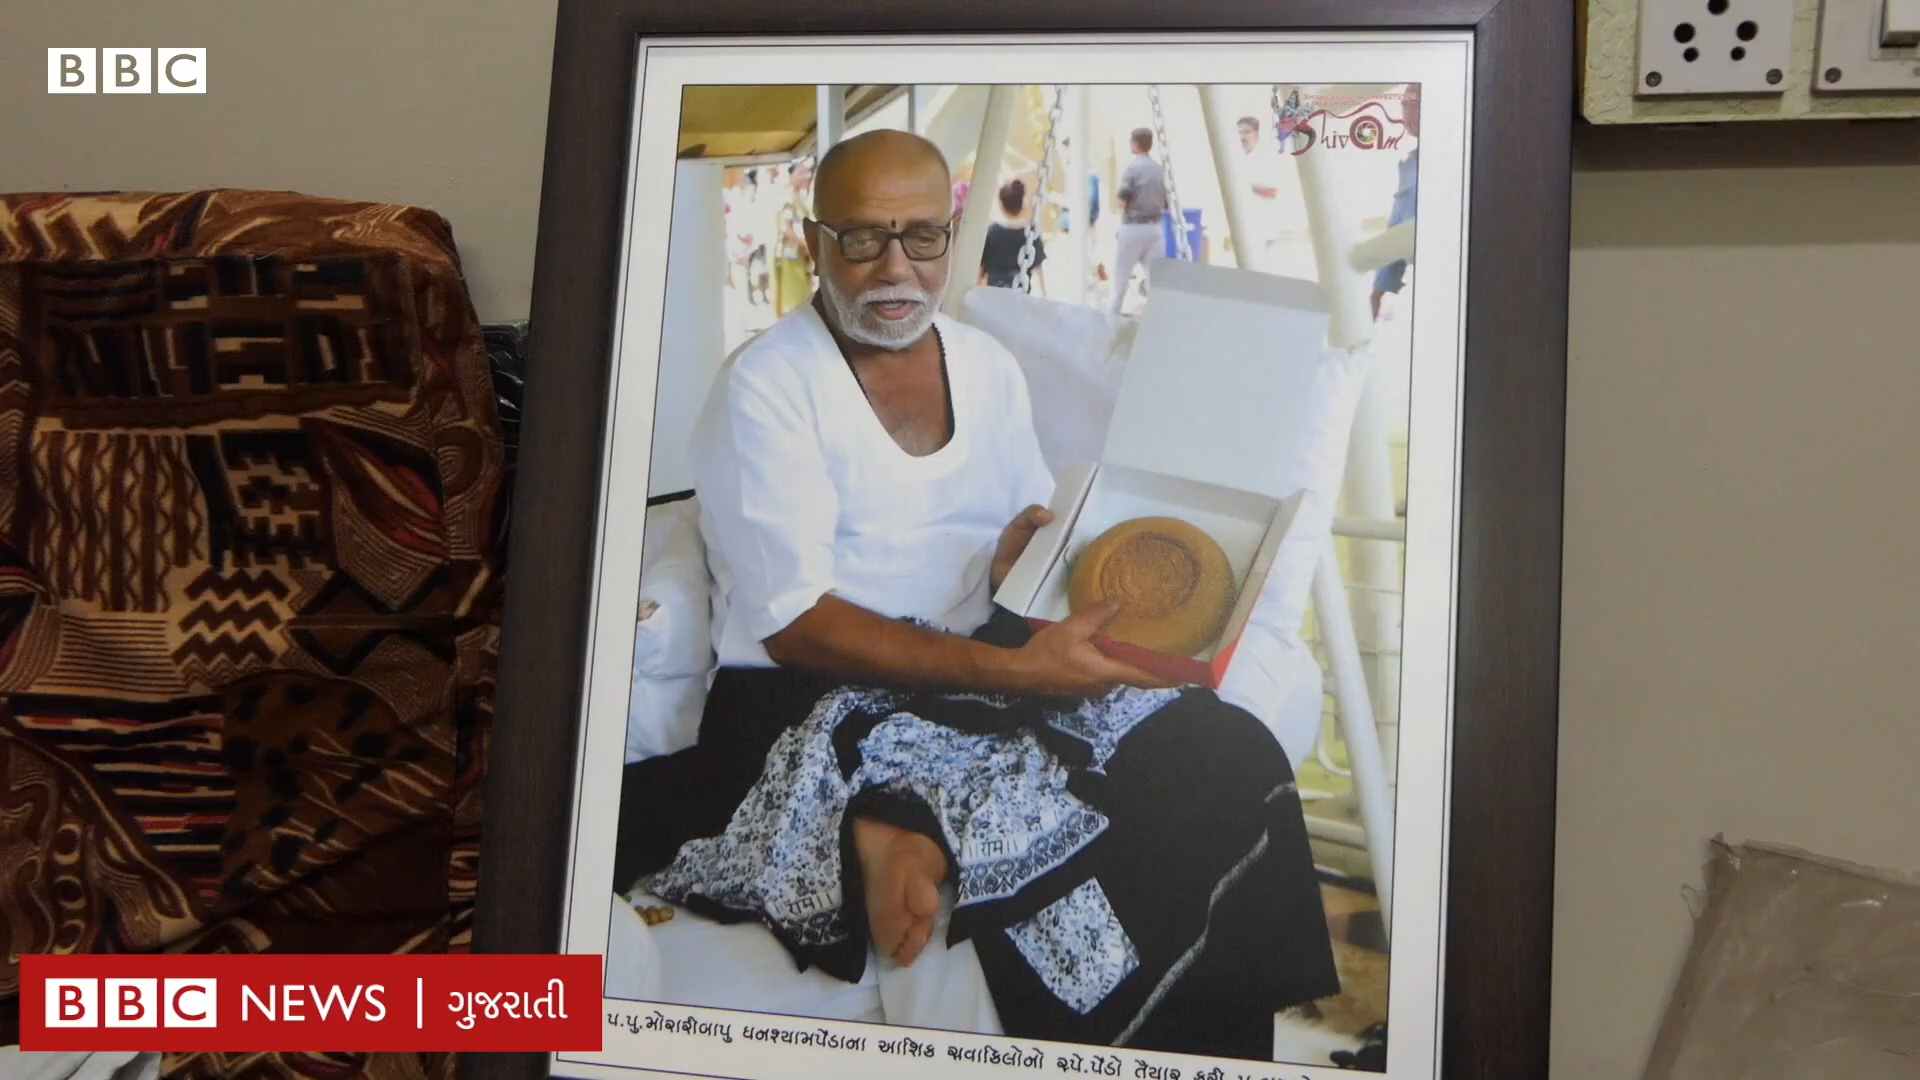 BBC
Shivam
॥राम॥
॥राम॥
BBC NEWS | ગુજરાતી
પ.પુ.મોરારીબાપુ ઘનશ્યામપેંડાના આશિક સવાકિલોનો સ્પે.પેંડો તૈયાર કરી